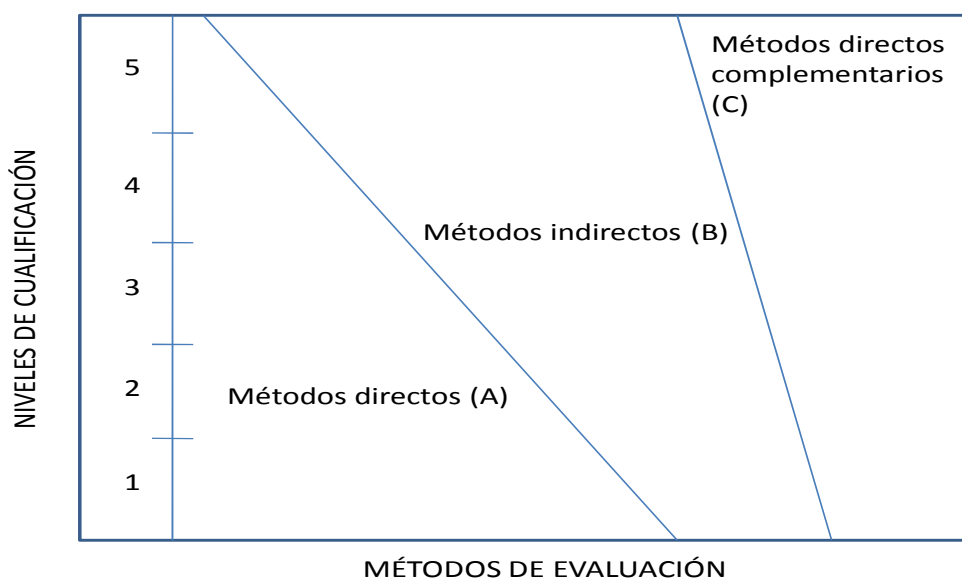 NIVELES DE CUALIFICACIÓN
5
4
3
2
1
Métodos directos
complementarios
(C)
Métodos indirectos (B)
Métodos directos (A)
MÉTODOS DE EVALUACIÓN